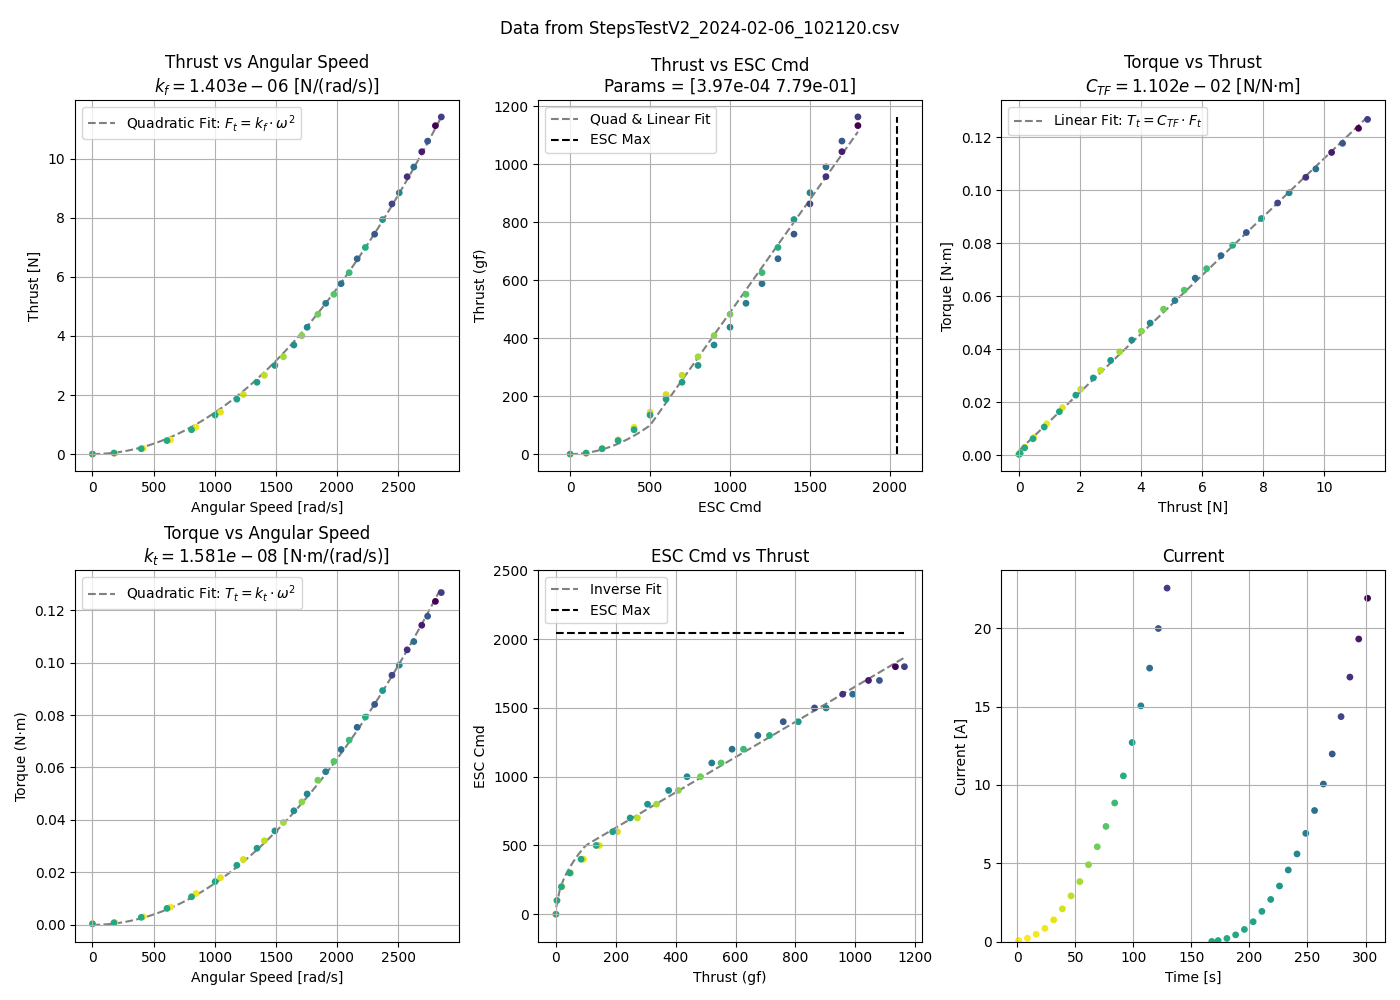 Data from StepsTestV2_2024-02-06_102120.csv
Thrust vs Angular Speed
k_f = 1.403e − 06 [N/(rad/s)]
Quadratic Fit: F_t = k_f · ω²
Thrust [N]
10
8
6
4
2
0
0 500 1000 1500 2000 2500
Angular Speed [rad/s]
Thrust vs ESC Cmd
Params = [3.97e-04 7.79e-01]
Quad & Linear Fit
ESC Max
Thrust (gf)
1200
1000
800
600
400
200
0
0 500 1000 1500 2000
ESC Cmd
Torque vs Thrust
C_TF = 1.102e − 02 [N/N·m]
Linear Fit: T_t = C_TF · F_t
Torque [N·m]
0.12
0.10
0.08
0.06
0.04
0.02
0.00
0 2 4 6 8 10
Thrust [N]
Torque vs Angular Speed
k_t = 1.581e − 08 [N·m/(rad/s)]
Quadratic Fit: T_t = k_t · ω²
Torque (N·m)
0.12
0.10
0.08
0.06
0.04
0.02
0.00
0 500 1000 1500 2000 2500
Angular Speed [rad/s]
ESC Cmd vs Thrust
Inverse Fit
ESC Max
ESC Cmd
2500
2000
1500
1000
500
0
0 200 400 600 800 1000 1200
Thrust (gf)
Current
Current [A]
20
15
10
5
0
0 50 100 150 200 250 300
Time [s]